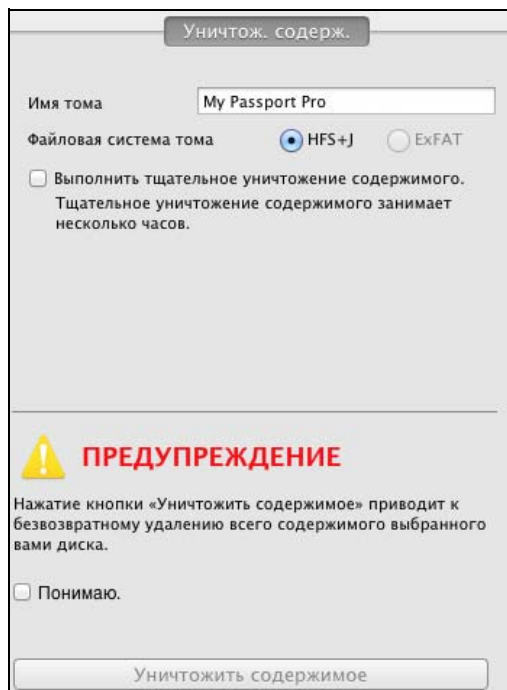 Уничтож. содерж.
Имя тома My Passport Pro
Файловая система тома HFS+J ExFAT
Выполнить тщательное уничтожение содержимого.
Тщательное уничтожение содержимого занимает
несколько часов.
ПРЕДУПРЕЖДЕНИЕ
Нажатие кнопки «Уничтожить содержимое» приводит к
безвозвратному удалению всего содержимого выбранного
вами диска.
Понимаю.
Уничтожить содержимое